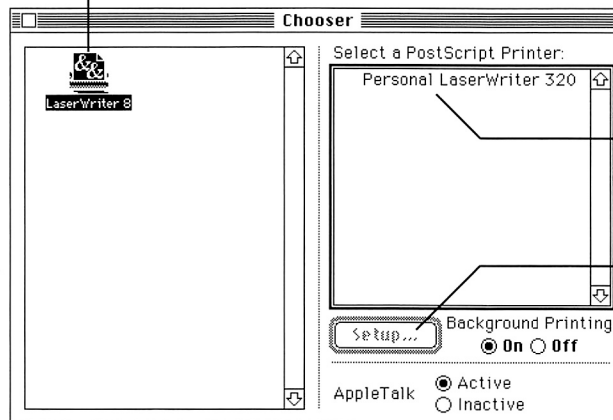 Chooser
&&
LaserWriter 8
Select a PostScript Printer:
Personal LaserWriter 320
Setup...
Background Printing
On Off
AppleTalk
Active
Inactive